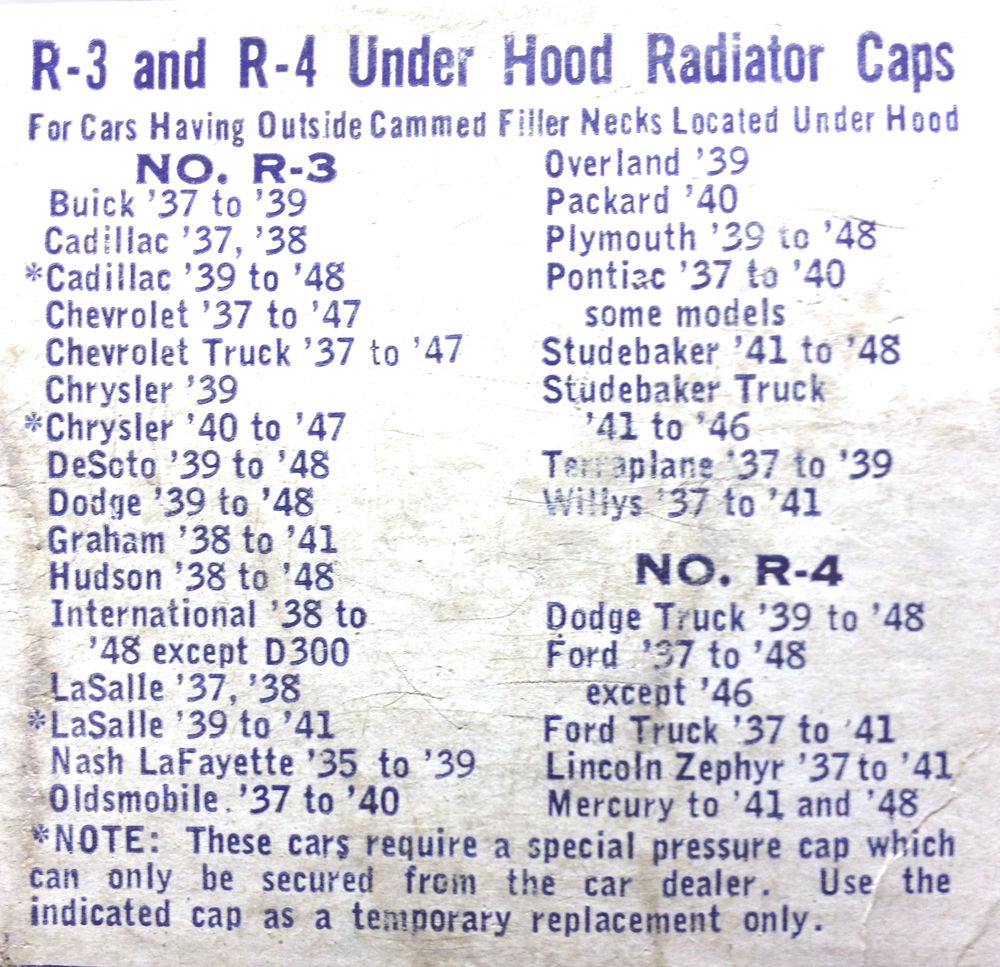 R-3 and R-4 Under Hood Radiator Caps
For Cars Having Outside Cammed Filler Necks Located Under Hood
NO. R-3
Buick '37 to '39
Cadillac '37, '38
*Cadillac '39 to '48
Chevrolet '37 to '47
Chevrolet Truck '37 to '47
Chrysler '39
*Chrysler '40 to '47
DeSoto '39 to '48
Dodge '39 to '48
Graham '38 to '41
Hudson '38 to '48
International '38 to
'48 except D300
LaSalle '37, '38
*LaSalle '39 to '41
Nash LaFayette '35 to '39
Oldsmobile '37 to '40
Overland '39
Packard '40
Plymouth '39 to '48
Pontiac '37 to '40
some models
Studebaker '41 to '48
Studebaker Truck
'41 to '46
Terraplane '37 to '39
Willys '37 to '41
NO. R-4
Dodge Truck '39 to '48
Ford '37 to '48
except '46
Ford Truck '37 to '41
Lincoln Zephyr '37 to '41
Mercury to '41 and '48
*NOTE: These cars require a special pressure cap which
can only be secured from the car dealer. Use the
indicated cap as a temporary replacement only.